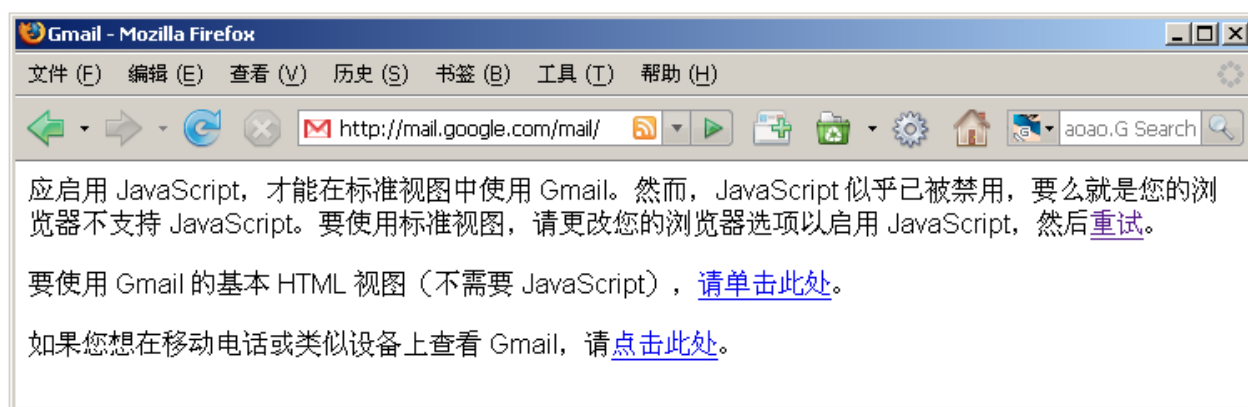 Gmail - Mozilla Firefox
文件 (F) 编辑 (E) 查看 (V) 历史 (S) 书签 (B) 工具 (T) 帮助 (H)
http://mail.google.com/mail/ G aoao.G Search
应启用 JavaScript，才能在标准视图中使用 Gmail。然而，JavaScript 似乎已被禁用，要么就是您的浏
览器不支持 JavaScript。要使用标准视图，请更改您的浏览器选项以启用 JavaScript，然后重试。
要使用 Gmail 的基本 HTML 视图（不需要 JavaScript），请单击此处。
如果您想在移动电话或类似设备上查看 Gmail，请点击此处。